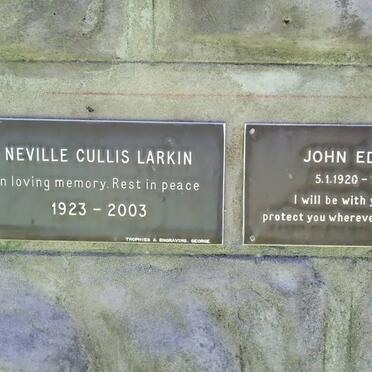 NEVILLE CULLIS LARKIN
n loving memory. Rest in peace
1923 – 2003
TROPHIES & ENGRAVING. GEORGE
JOHN ED
5.1.1920 –
I will be with
protect you wherever